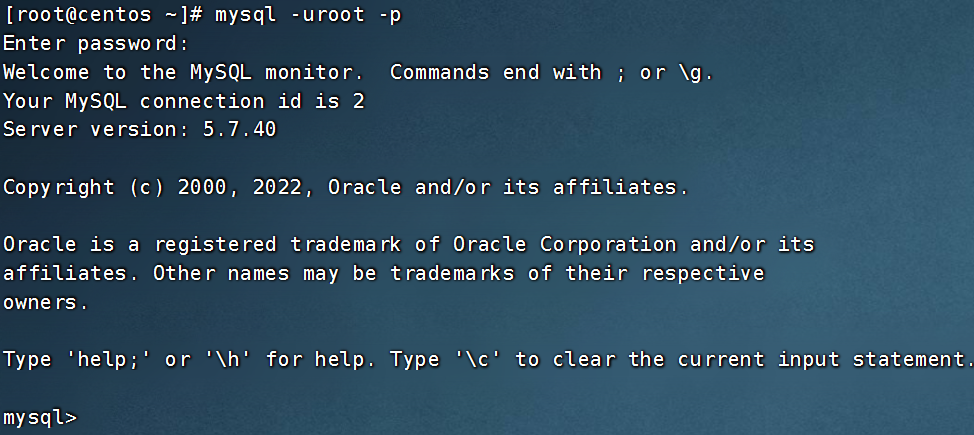 [root@centos ~]# mysql -uroot -p
Enter password:
Welcome to the MySQL monitor.  Commands end with ; or \g.
Your MySQL connection id is 2
Server version: 5.7.40
Copyright (c) 2000, 2022, Oracle and/or its affiliates.
Oracle is a registered trademark of Oracle Corporation and/or its
affiliates. Other names may be trademarks of their respective
owners.
Type 'help;' or '\h' for help. Type '\c' to clear the current input statement.
mysql>